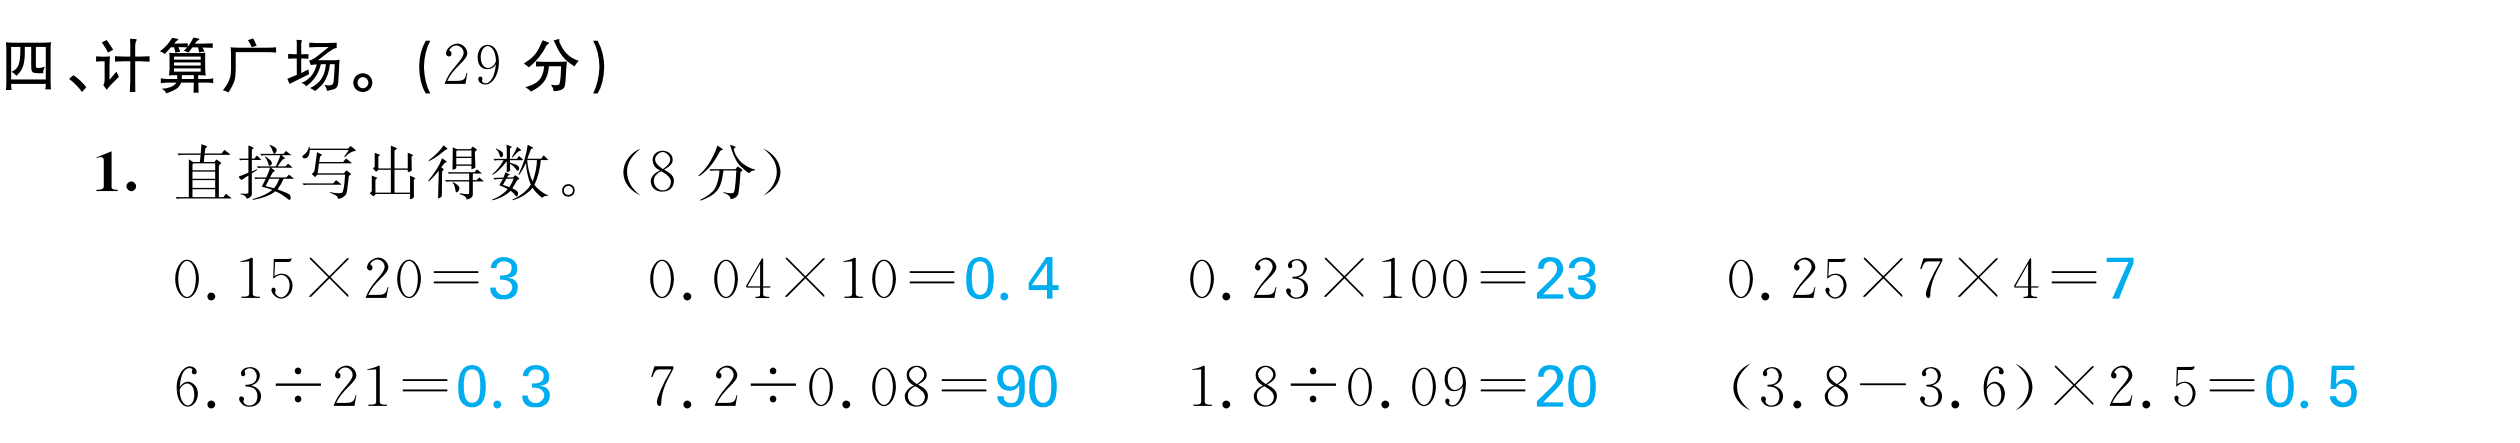 四、计算广场。(29 分)
1. 直接写出得数。(8 分)
0.15×20=3 0.04×10=0.4 0.23×100=23 0.25×7×4=7
6.3÷21=0.3 7.2÷0.08=90 1.8÷0.09=20 (3.8－3.6)×2.5=0.5